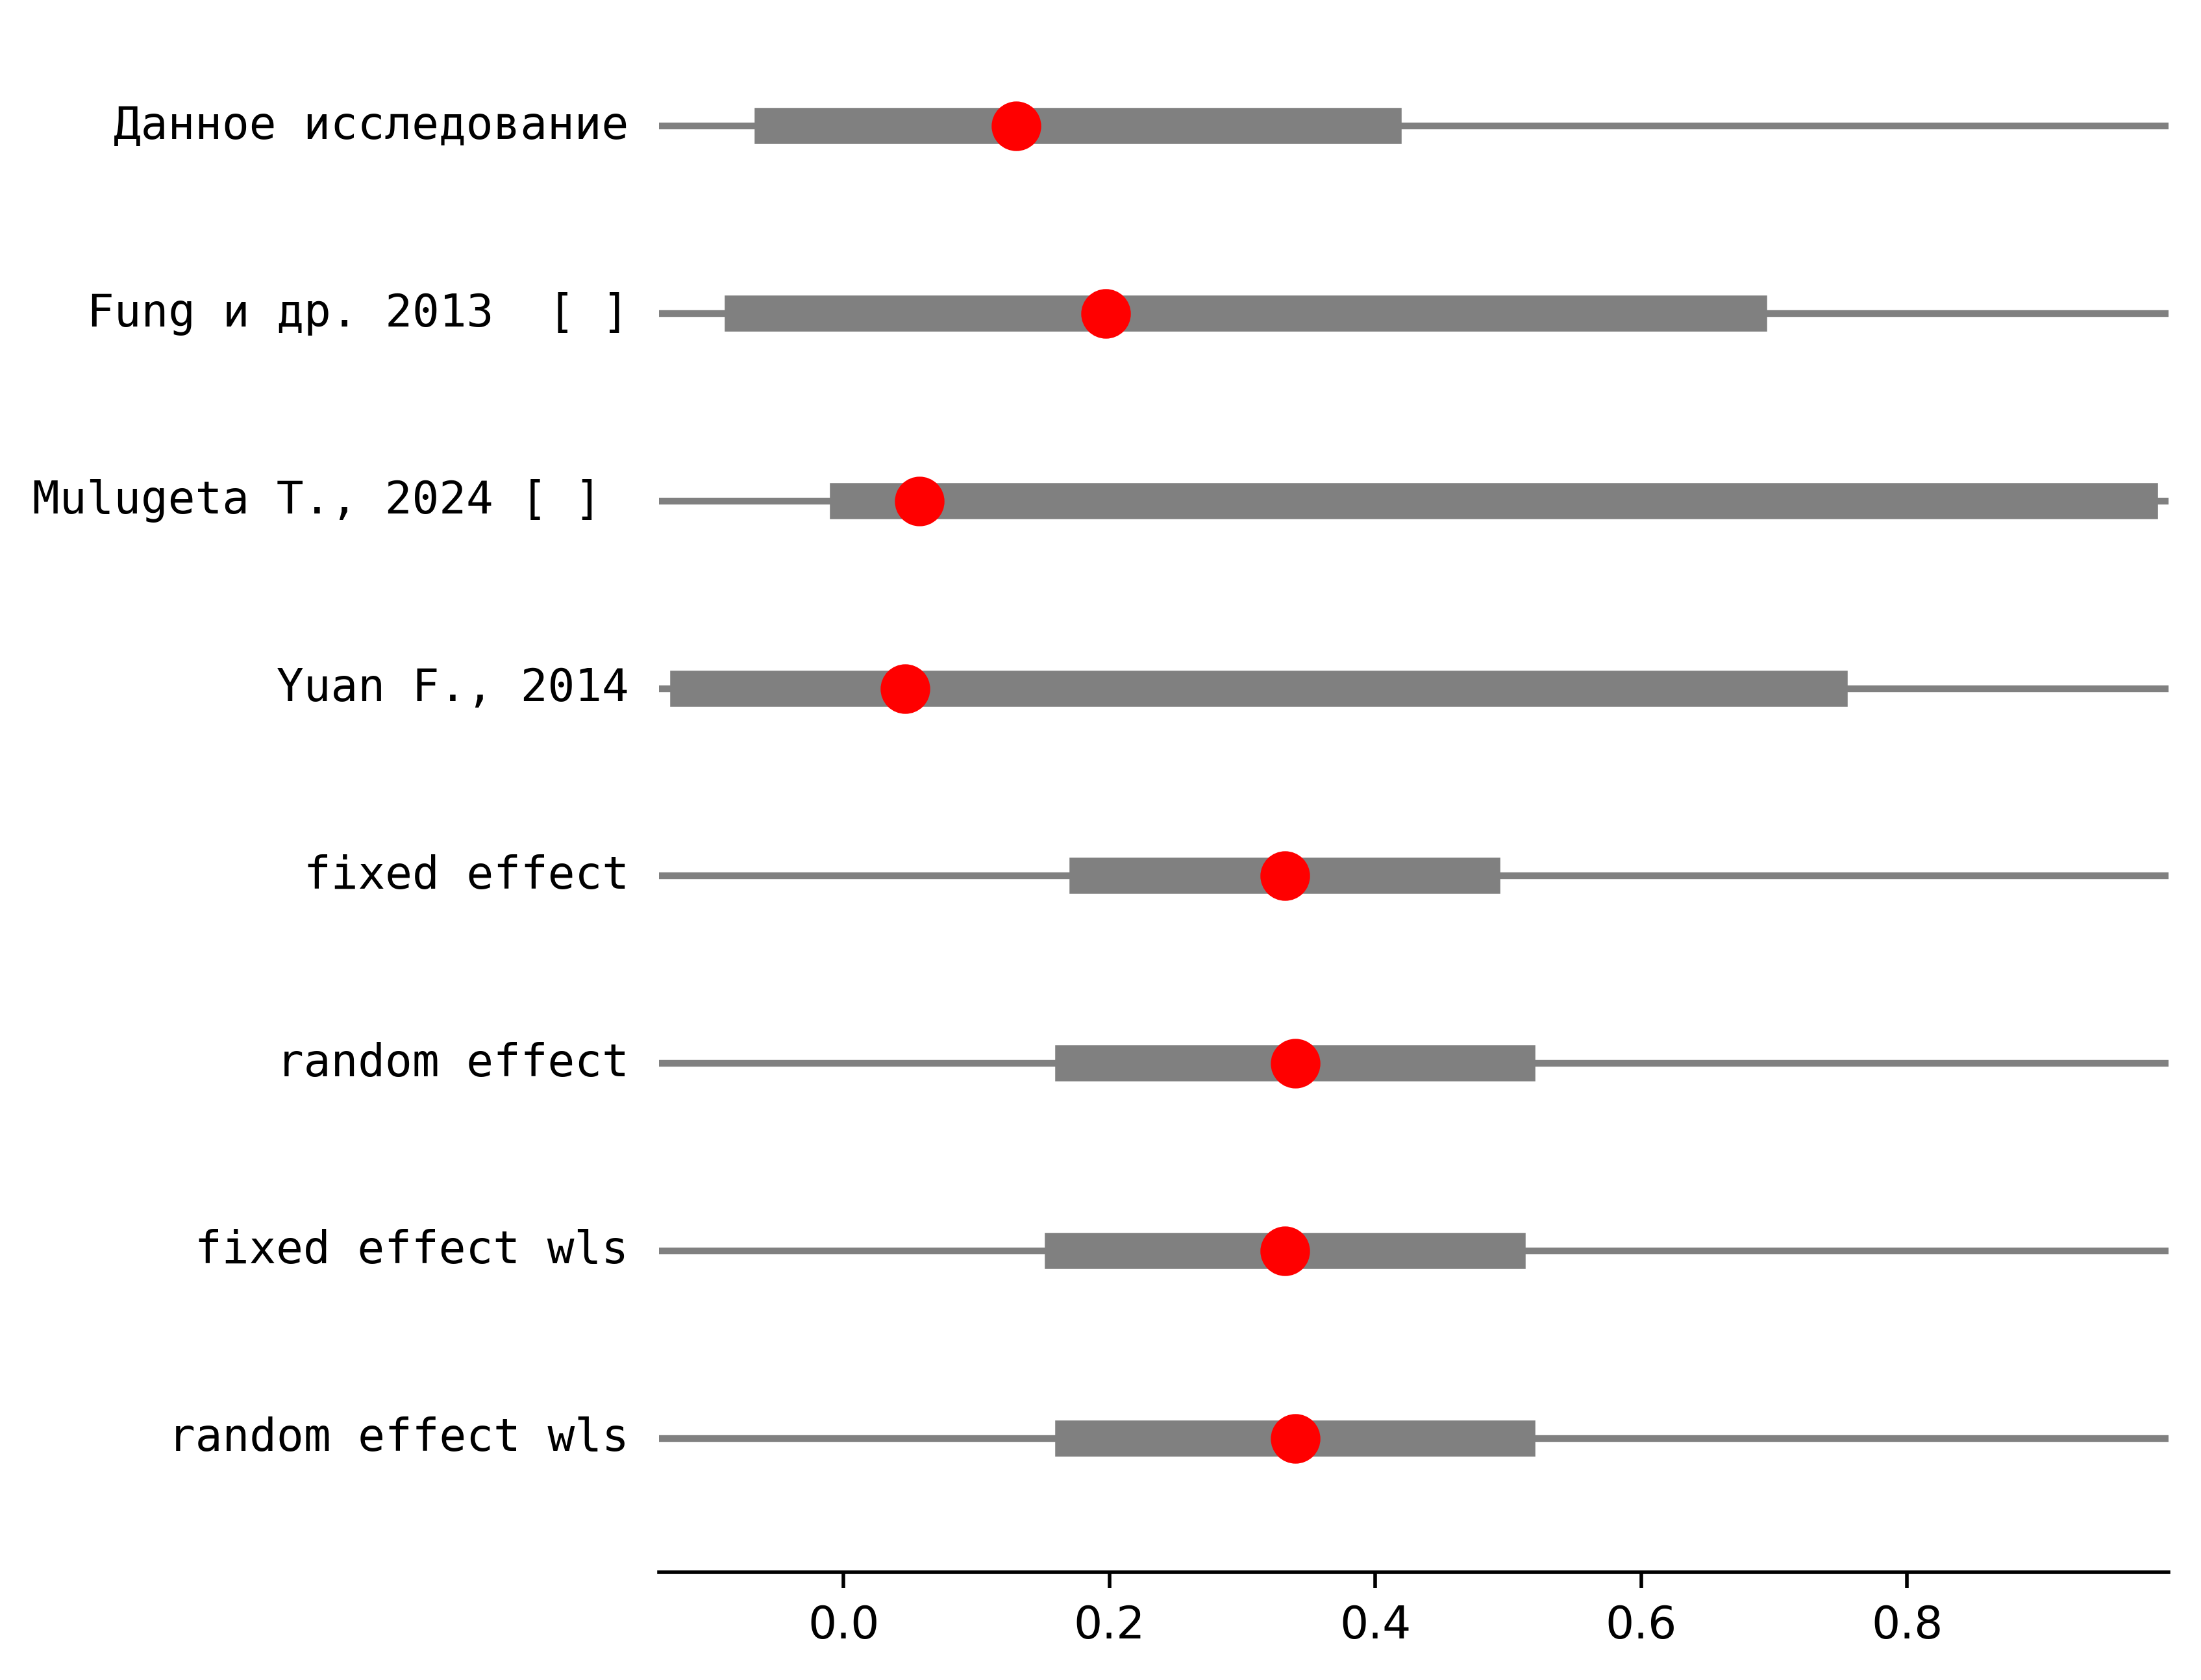 Данное исследование
Fung и др. 2013  [ ]
Mulugeta T., 2024 [ ]
Yuan F., 2014
fixed effect
random effect
fixed effect wls
random effect wls
0.0 0.2 0.4 0.6 0.8